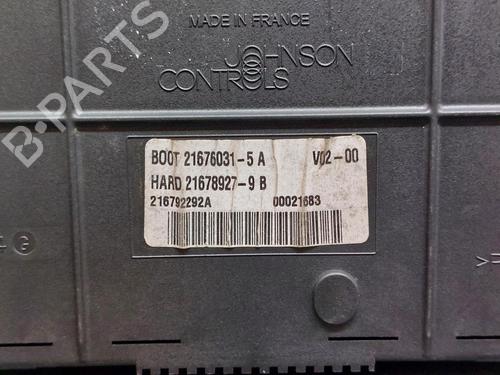 MADE IN FRANCE
JOHNSON
CONTROLS
B-PARTS
BOOT 21676031-5 A V02-00
HARD 21678927-9 B
216792292A 00021683
G